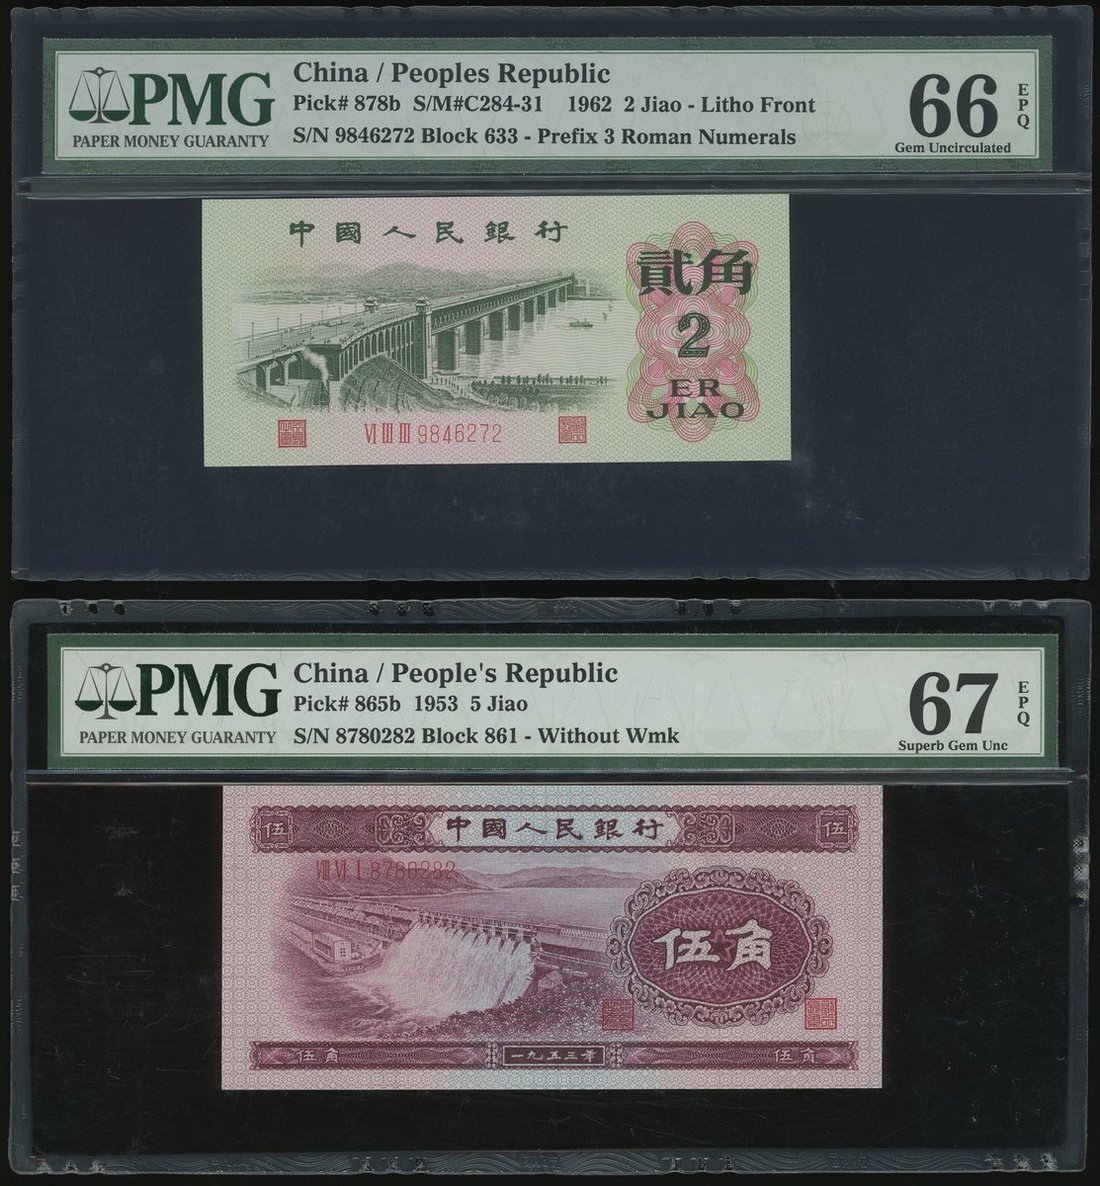 PMG
PAPER MONEY GUARANTY
China / Peoples Republic
Pick# 878b S/M#C284-31 1962 2 Jiao - Litho Front
S/N 9846272 Block 633 - Prefix 3 Roman Numerals
66 EPQ
Gem Uncirculated
中國人民銀行
貳角
2
ER
JIAO
VI III III 9846272
PMG
PAPER MONEY GUARANTY
China / People's Republic
Pick# 865b 1953 5 Jiao
S/N 8780282 Block 861 - Without Wmk
67 EPQ
Superb Gem Unc
伍 中國人民銀行 伍
VIII VI I 8780282
伍角
伍角 一九五三年 伍角